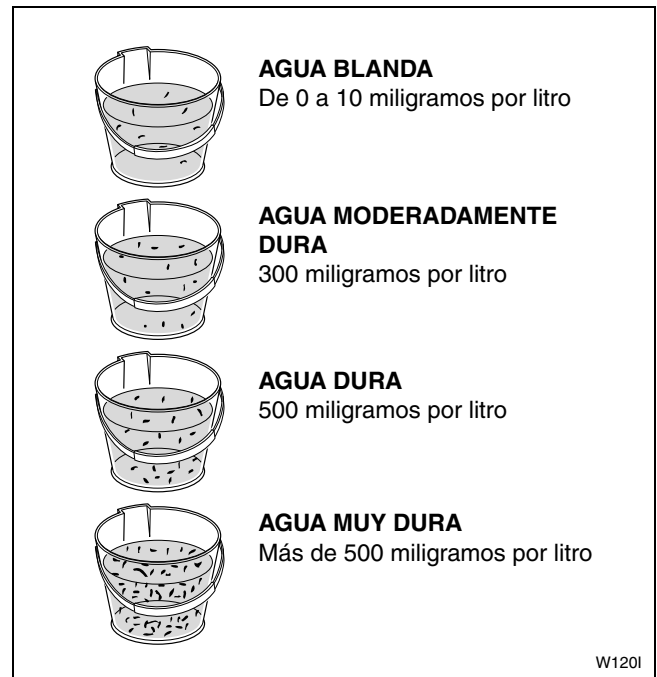 AGUA BLANDA
De 0 a 10 miligramos por litro
AGUA MODERADAMENTE
DURA
300 miligramos por litro
AGUA DURA
500 miligramos por litro
AGUA MUY DURA
Más de 500 miligramos por litro
W120I